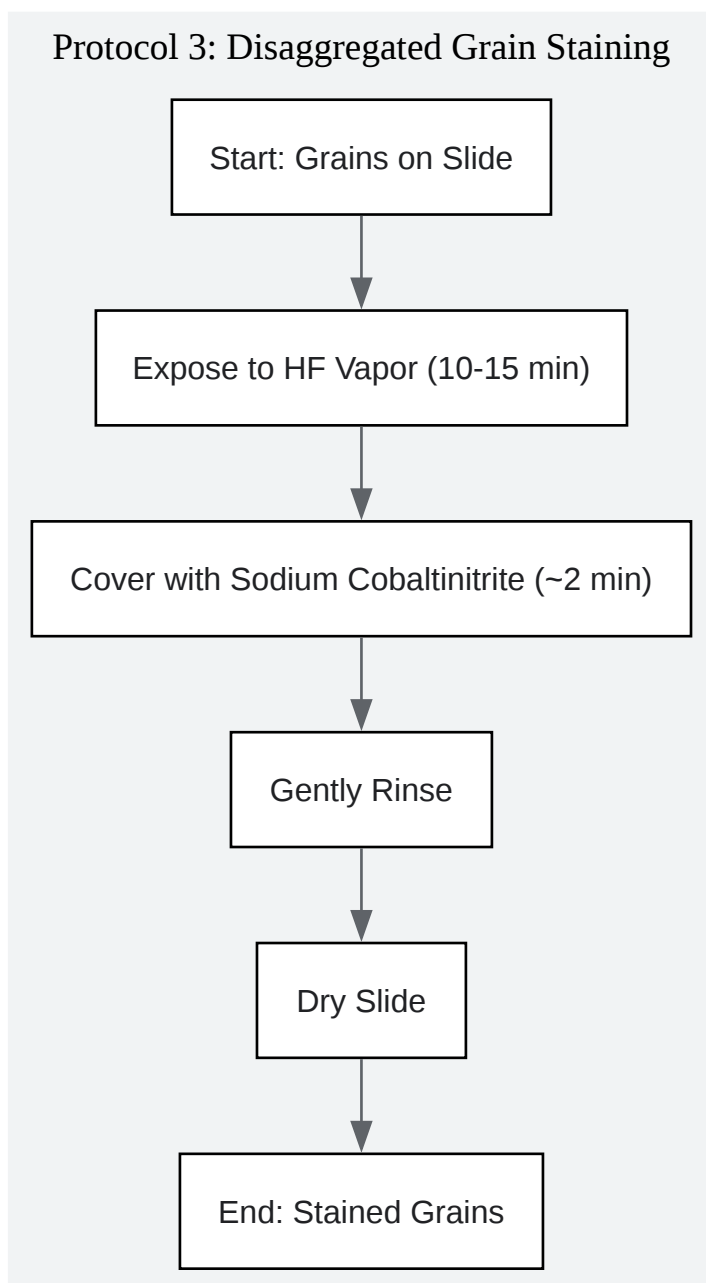 Protocol 3: Disaggregated Grain Staining
Start: Grains on Slide
Expose to HF Vapor (10-15 min)
Cover with Sodium Cobaltinitrite (~2 min)
Gently Rinse
Dry Slide
End: Stained Grains